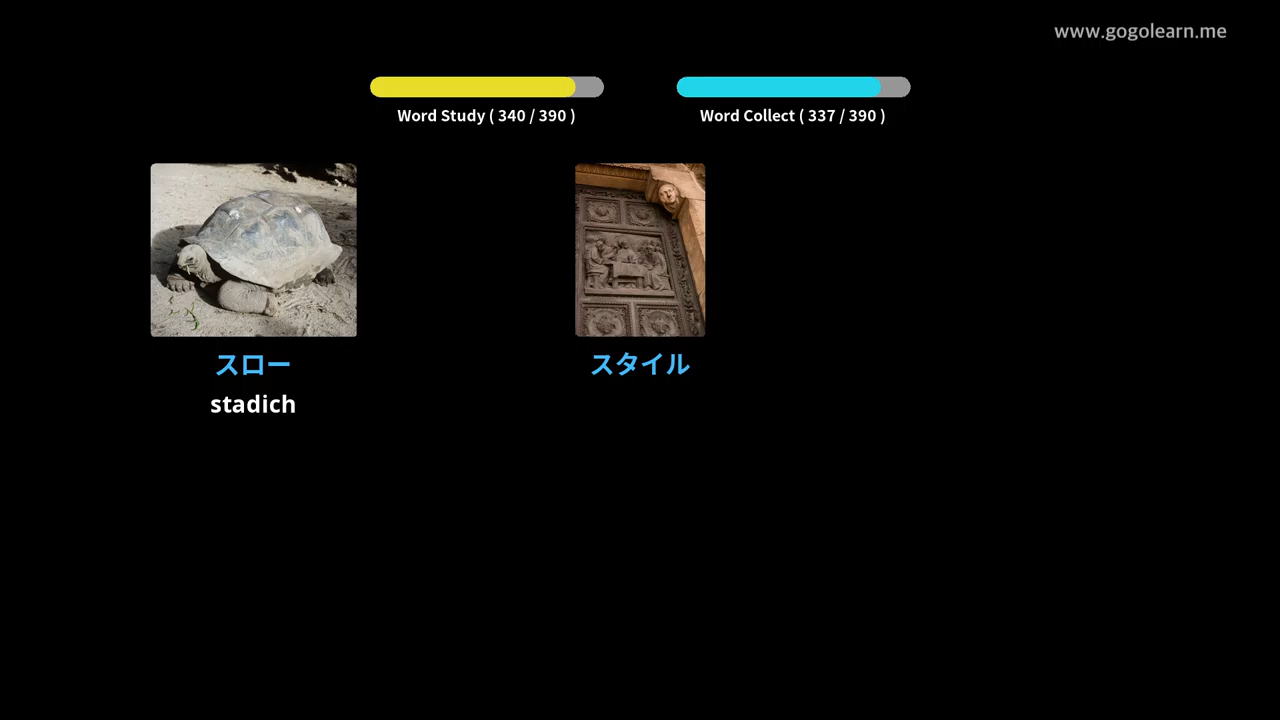 www.gogolearn.me
Word Study ( 340 / 390 )
Word Collect ( 337 / 390 )
スロー
スタイル
stadich